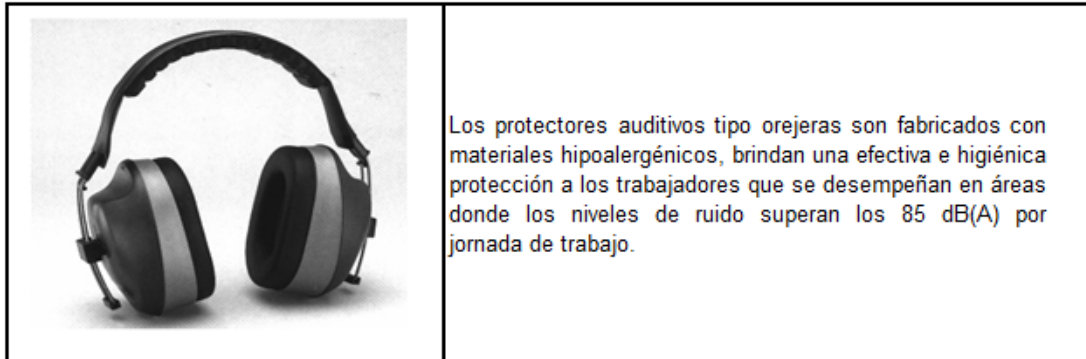 Los protectores auditivos tipo orejeras son fabricados con
materiales hipoalergénicos, brindan una efectiva e higiénica
protección a los trabajadores que se desempeñan en áreas
donde los niveles de ruido superan los 85 dB(A) por
jornada de trabajo.